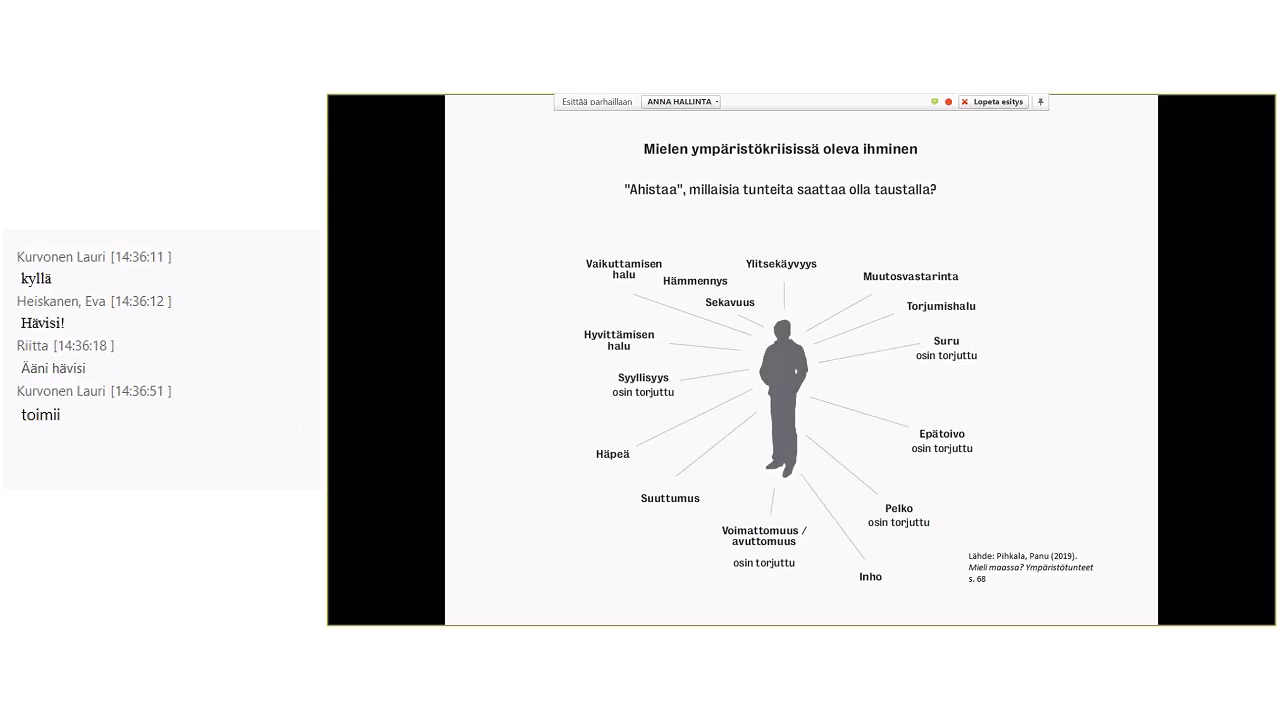 Kurvonen Lauri [14:36:11 ]
kyllä
Heiskanen, Eva [14:36:12 ]
Hävisi!
Riitta [14:36:18 ]
Ääni hävisi
Kurvonen Lauri [14:36:51 ]
toimii
Esittää parhaillaan ANNA HALLINTA Lopeta esitys
Mielen ympäristökriisissä oleva ihminen
"Ahistaa", millaisia tunteita saattaa olla taustalla?
Vaikuttamisen
halu
Hämmennys
Ylitsekäyvyys
Sekavuus
Muutosvastarinta
Torjumishalu
Hyvittämisen
halu
Suru
osin torjuttu
Syyllisyys
osin torjuttu
Epätoivo
osin torjuttu
Häpeä
Suuttumus
Pelko
osin torjuttu
Voimattomuus /
avuttomuus
osin torjuttu
Inho
Lähde: Pihkala, Panu (2019).
Mieli maassa? Ympäristötunteet
s. 68